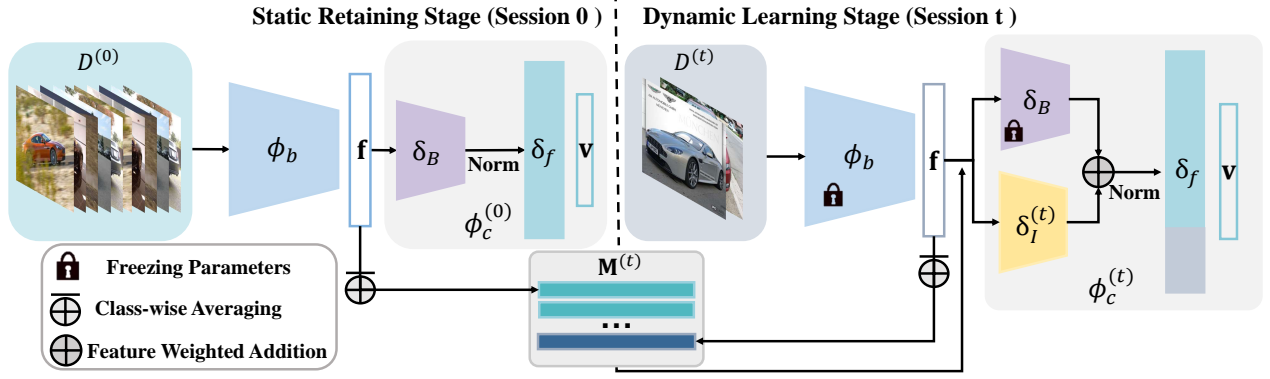 Static Retaining Stage (Session 0 )
Dynamic Learning Stage (Session t )
D^(0)
ϕ_b
f
δ_B
Norm
δ_f
v
ϕ_c^(0)
D^(t)
ϕ_b
f
δ_B
δ_I^(t)
Norm
δ_f
v
ϕ_c^(t)
M^(t)
...
Freezing Parameters
Class-wise Averaging
Feature Weighted Addition